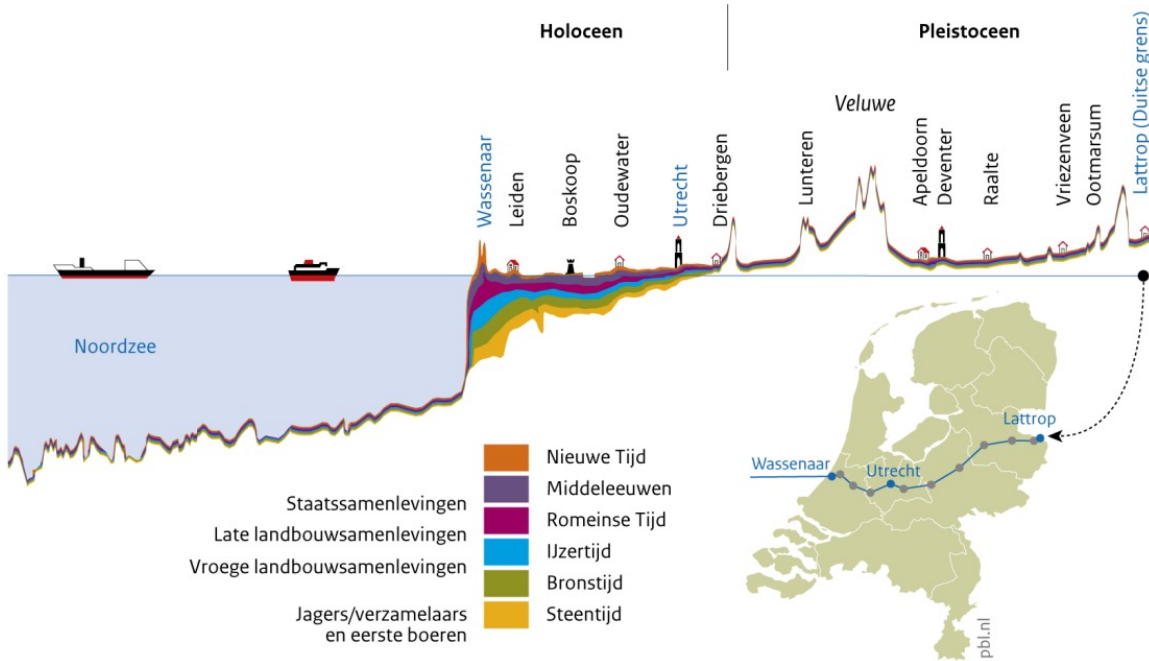 Holoceen
Pleistoceen
Veluwe
Wassenaar
Leiden
Boskoop
Oudewater
Utrecht
Driebergen
Lunteren
Apeldoorn
Deventer
Raalte
Vriezenveen
Ootmarsum
Lattrop (Duitse grens)
Noordzee
Staatssamenlevingen
Late landbouwsamenlevingen
Vroege landbouwsamenlevingen
Jagers/verzamelaars
en eerste boeren
Nieuwe Tijd
Middeleeuwen
Romeinse Tijd
IJzertijd
Bronstijd
Steentijd
Wassenaar
Utrecht
Lattrop
pbl.nl